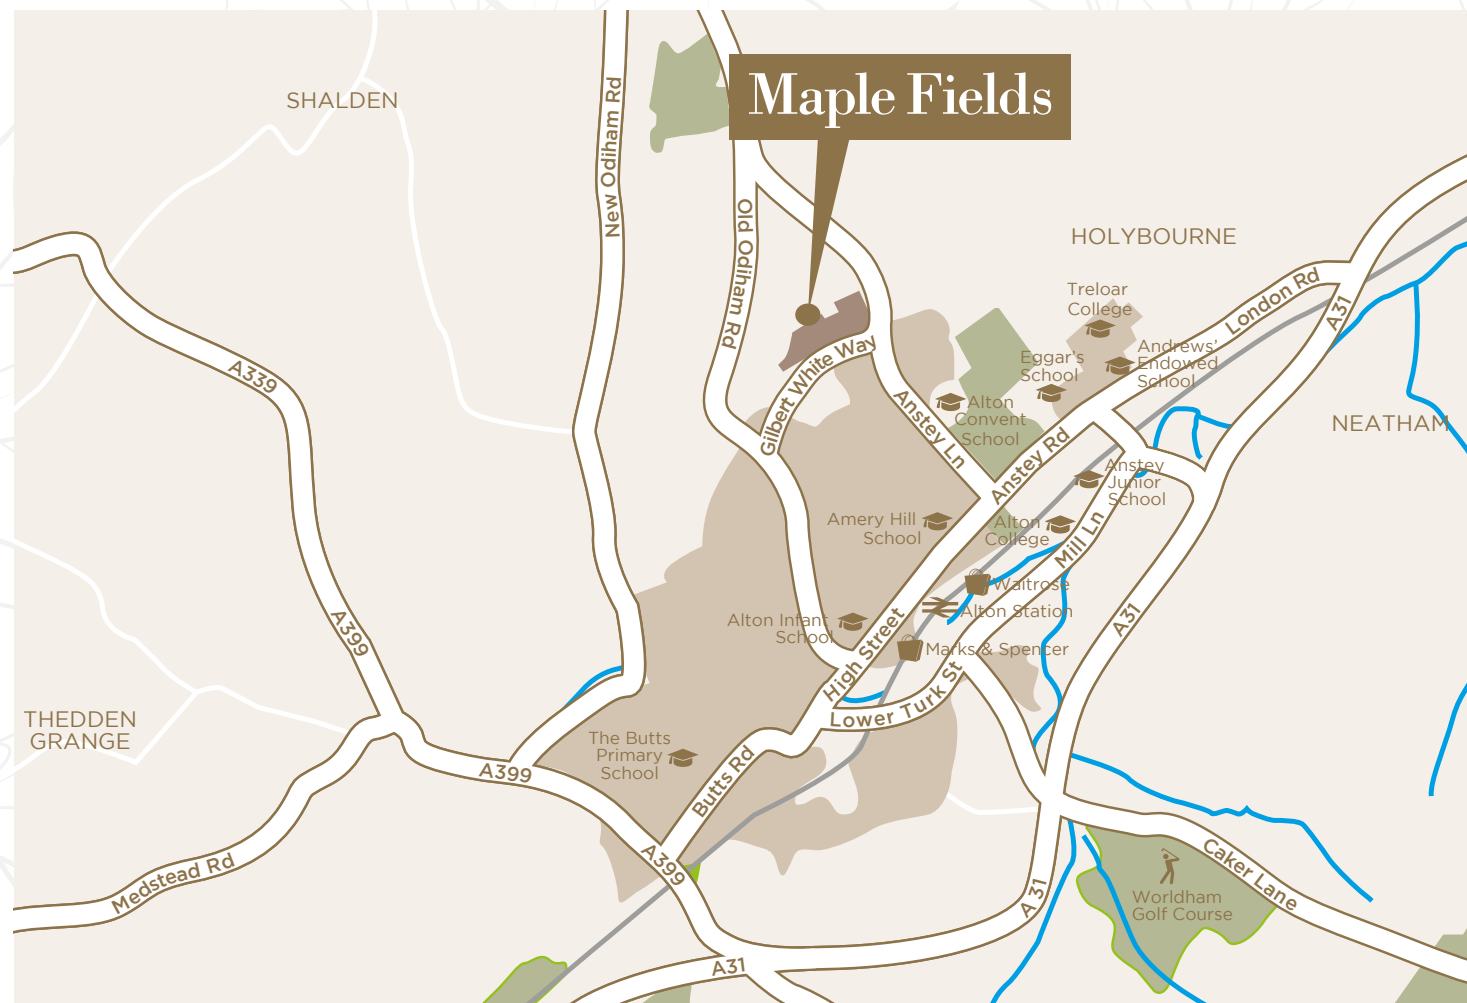 Maple Fields
SHALDEN
New Odiham Rd
Old Odiham Rd
HOLYBOURNE
Treloar
College
London Rd
A31
Andrews'
Endowed
School
Eggar's
School
Gilbert White Way
A339
Alton
Convent
School
Anstey Ln
Anstey Rd
NEATHAM
Anstey
Junior
School
Amery Hill
School
Alton
College
Mill Ln
Waitrose
Alton Station
A31
Alton Infant
School
High Street
Marks & Spencer
A399
Lower Turk St
THEDDEN
GRANGE
The Butts
Primary
School
A399
Butts Rd
Medstead Rd
A399
Caker Lane
A 31
Worldham
Golf Course
A31